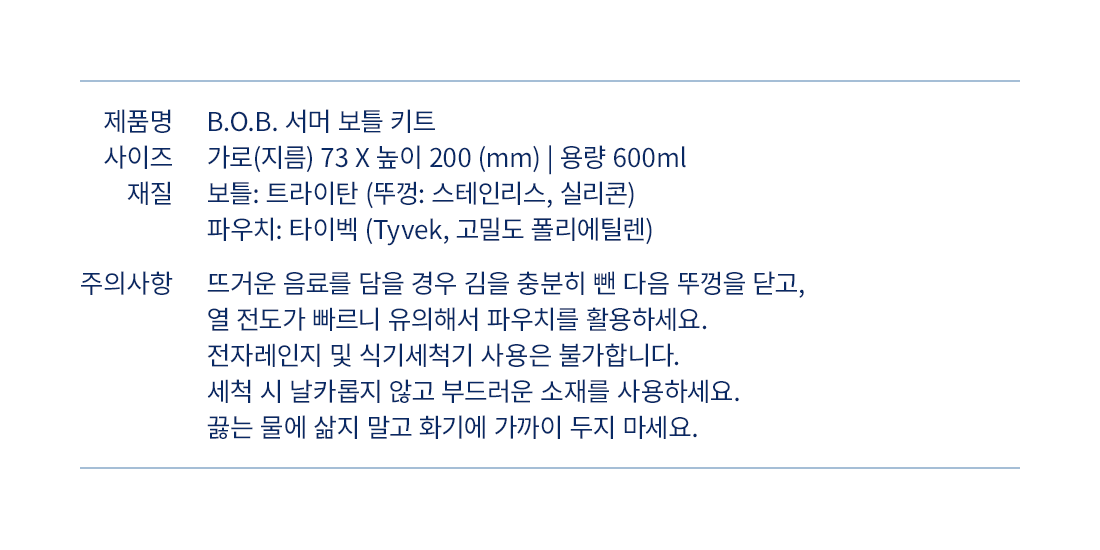 제품명 B.O.B. 서머 보틀 키트
사이즈 가로(지름) 73 X 높이 200 (mm) | 용량 600ml
재질 보틀: 트라이탄 (뚜껑: 스테인리스, 실리콘)
파우치: 타이벡 (Tyvek, 고밀도 폴리에틸렌)
주의사항 뜨거운 음료를 담을 경우 김을 충분히 뺀 다음 뚜껑을 닫고,
열 전도가 빠르니 유의해서 파우치를 활용하세요.
전자레인지 및 식기세척기 사용은 불가합니다.
세척 시 날카롭지 않고 부드러운 소재를 사용하세요.
끓는 물에 삶지 말고 화기에 가까이 두지 마세요.